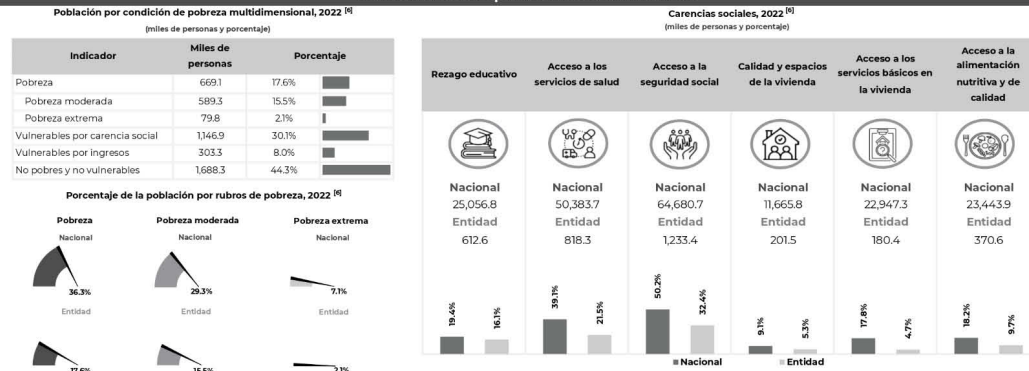 Población por condición de pobreza multidimensional, 2022 [6]
(miles de personas y porcentaje)
Indicador Miles de personas Porcentaje
Pobreza 669.1 17.6%
Pobreza moderada 589.3 15.5%
Pobreza extrema 79.8 2.1%
Vulnerables por carencia social 1,146.9 30.1%
Vulnerables por ingresos 303.3 8.0%
No pobres y no vulnerables 1,688.3 44.3%
Porcentaje de la población por rubros de pobreza, 2022 [6]
Pobreza Pobreza moderada Pobreza extrema
Nacional Nacional Nacional
36.3% 29.3% 7.1%
Entidad Entidad Entidad
17.6% 15.5% 2.1%
Carencias sociales, 2022 [6]
(miles de personas y porcentaje)
Rezago educativo
Acceso a los
servicios de salud
Acceso a la
seguridad social
Calidad y espacios
de la vivienda
Acceso a los
servicios básicos en
la vivienda
Acceso a la
alimentación
nutritiva y de
calidad
Nacional Nacional Nacional Nacional Nacional Nacional
25,056.8 50,383.7 64,680.7 11,665.8 22,947.3 23,443.9
Entidad Entidad Entidad Entidad Entidad Entidad
612.6 818.3 1,233.4 201.5 180.4 370.6
19.4% 16.1% 39.1% 21.5% 50.2% 32.4% 9.1% 5.3% 17.8% 4.7% 18.2% 9.7%
Nacional Entidad